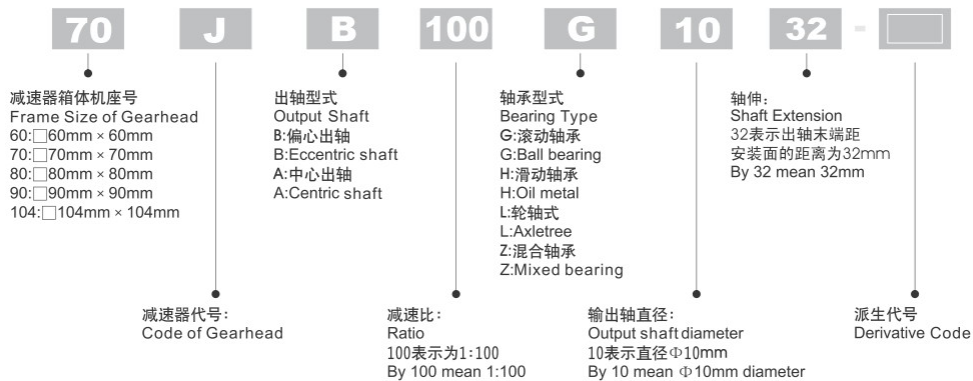 70 J B 100 G 10 32 -
减速器箱体机座号
Frame Size of Gearhead
60:□60mm × 60mm
70:□70mm × 70mm
80:□80mm × 80mm
90:□90mm × 90mm
104:□104mm × 104mm
出轴型式
Output Shaft
B:偏心出轴
B:Eccentric shaft
A:中心出轴
A:Centric shaft
轴承型式
Bearing Type
G:滚动轴承
G:Ball bearing
H:滑动轴承
H:Oil metal
L:轮轴式
L:Axletree
Z:混合轴承
Z:Mixed bearing
轴伸：
Shaft Extension
32表示出轴末端距
安装面的距离为32mm
By 32 mean 32mm
减速器代号：
Code of Gearhead
减速比：
Ratio
100表示为1:100
By 100 mean 1:100
输出轴直径：
Output shaft diameter
10表示直径Φ10mm
By 10 mean Φ10mm diameter
派生代号
Derivative Code